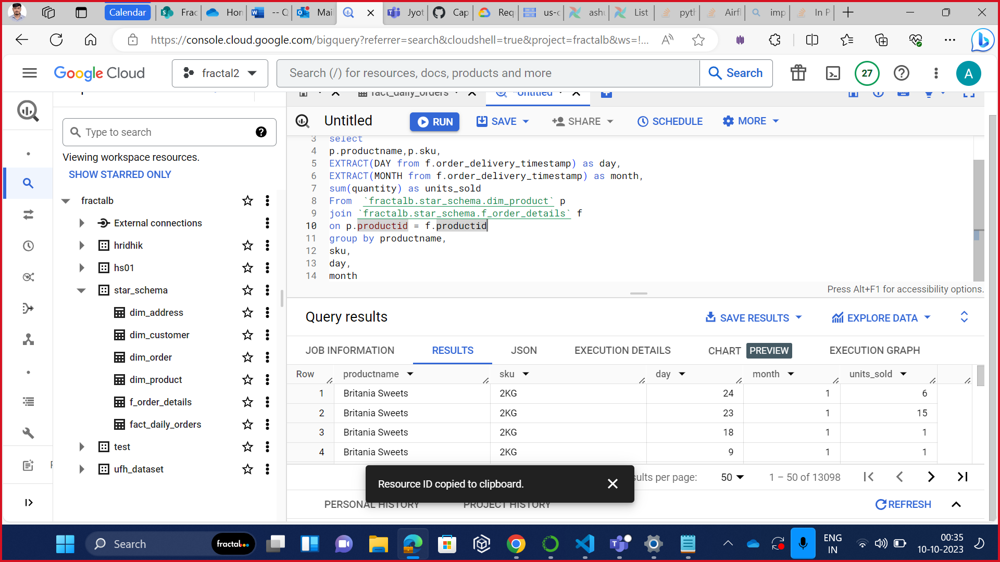 Calendar
Frac
Hon
-- Q
Mai
Jyot
Cap
Req
us-c
ashu
List
pyth
Airfl
imp
In P
https://console.cloud.google.com/bigquery?referrer=search&cloudshell=true&project=fractalb&ws=!...
Google Cloud
fractal2
Search (/) for resources, docs, products and more
Search
27
A
fact_daily_orders
*Untitled
Untitled
RUN
SAVE
SHARE
SCHEDULE
MORE
Type to search
Viewing workspace resources.
SHOW STARRED ONLY
fractalb
External connections
hridhik
hs01
star_schema
dim_address
dim_customer
dim_order
dim_product
f_order_details
fact_daily_orders
test
ufh_dataset
3 select
4 p.productname,p.sku,
5 EXTRACT(DAY from f.order_delivery_timestamp) as day,
6 EXTRACT(MONTH from f.order_delivery_timestamp) as month,
7 sum(quantity) as units_sold
8 From `fractalb.star_schema.dim_product` p
9 join `fractalb.star_schema.f_order_details` f
10 on p.productid = f.productid
11 group by productname,
12 sku,
13 day,
14 month
Press Alt+F1 for accessibility options.
Query results
SAVE RESULTS
EXPLORE DATA
JOB INFORMATION
RESULTS
JSON
EXECUTION DETAILS
CHART PREVIEW
EXECUTION GRAPH
Row productname sku day month units_sold
1 Britania Sweets 2KG 24 1 6
2 Britania Sweets 2KG 23 1 15
3 Britania Sweets 2KG 18 1 1
4 Britania Sweets 2KG 9 1 1
Resource ID copied to clipboard.
sults per page: 50 1 – 50 of 13098
PERSONAL HISTORY
PROJECT HISTORY
REFRESH
Search
fractal
ENG
IN
00:35
10-10-2023